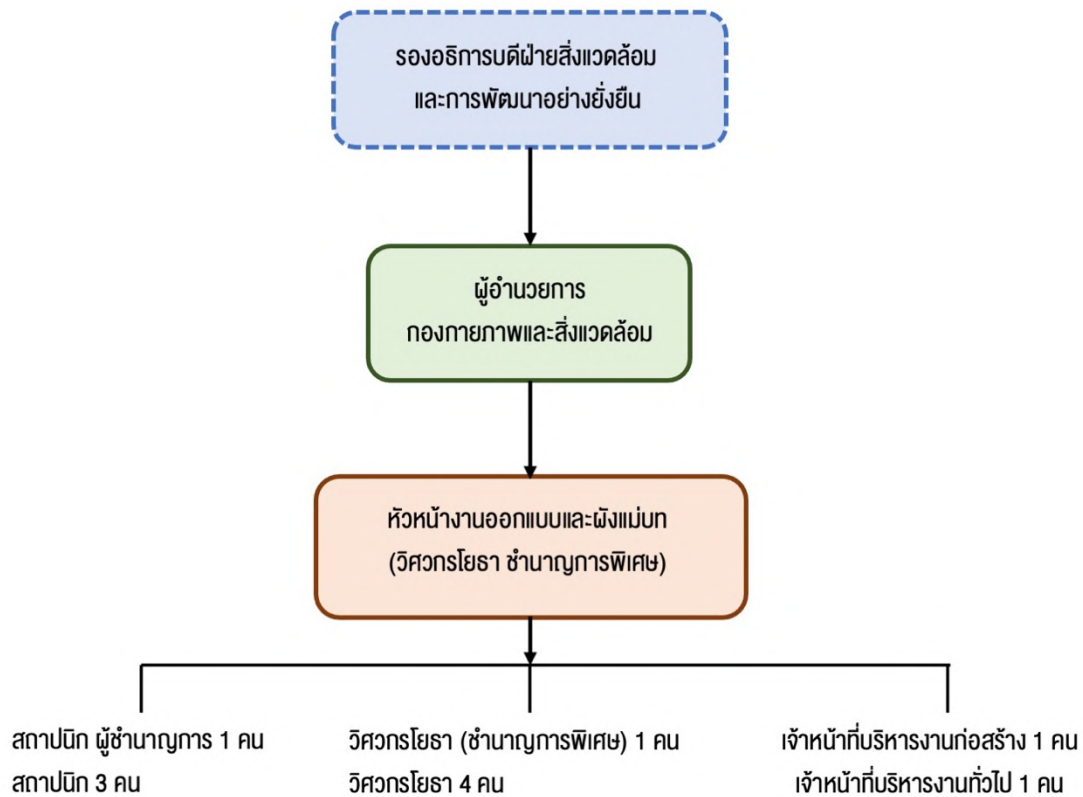 รองอธิการบดีฝ่ายสิ่งแวดล้อม
และการพัฒนาอย่างยั่งยืน
ผู้อำนวยการ
กองกายภาพและสิ่งแวดล้อม
หัวหน้างานออกแบบและผังแม่บท
(วิศวกรโยธา ชำนาญการพิเศษ)
สถาปนิก ผู้ชำนาญการ 1 คน
สถาปนิก 3 คน
วิศวกรโยธา (ชำนาญการพิเศษ) 1 คน
วิศวกรโยธา 4 คน
เจ้าหน้าที่บริหารงานก่อสร้าง 1 คน
เจ้าหน้าที่บริหารงานทั่วไป 1 คน